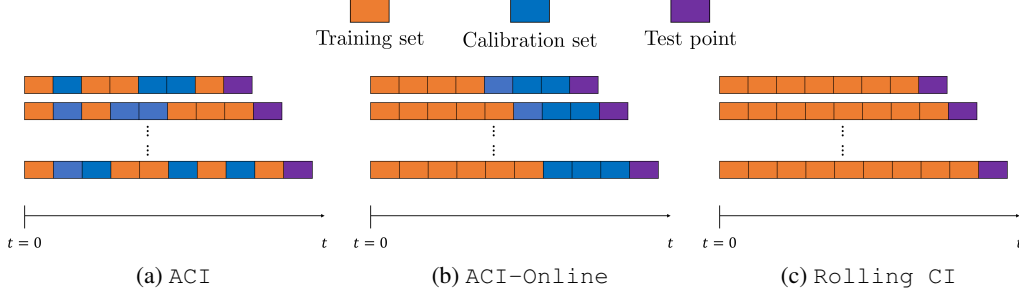 Training set Calibration set Test point
t = 0 t t = 0 t t = 0 t
(a) ACI (b) ACI-Online (c) Rolling CI